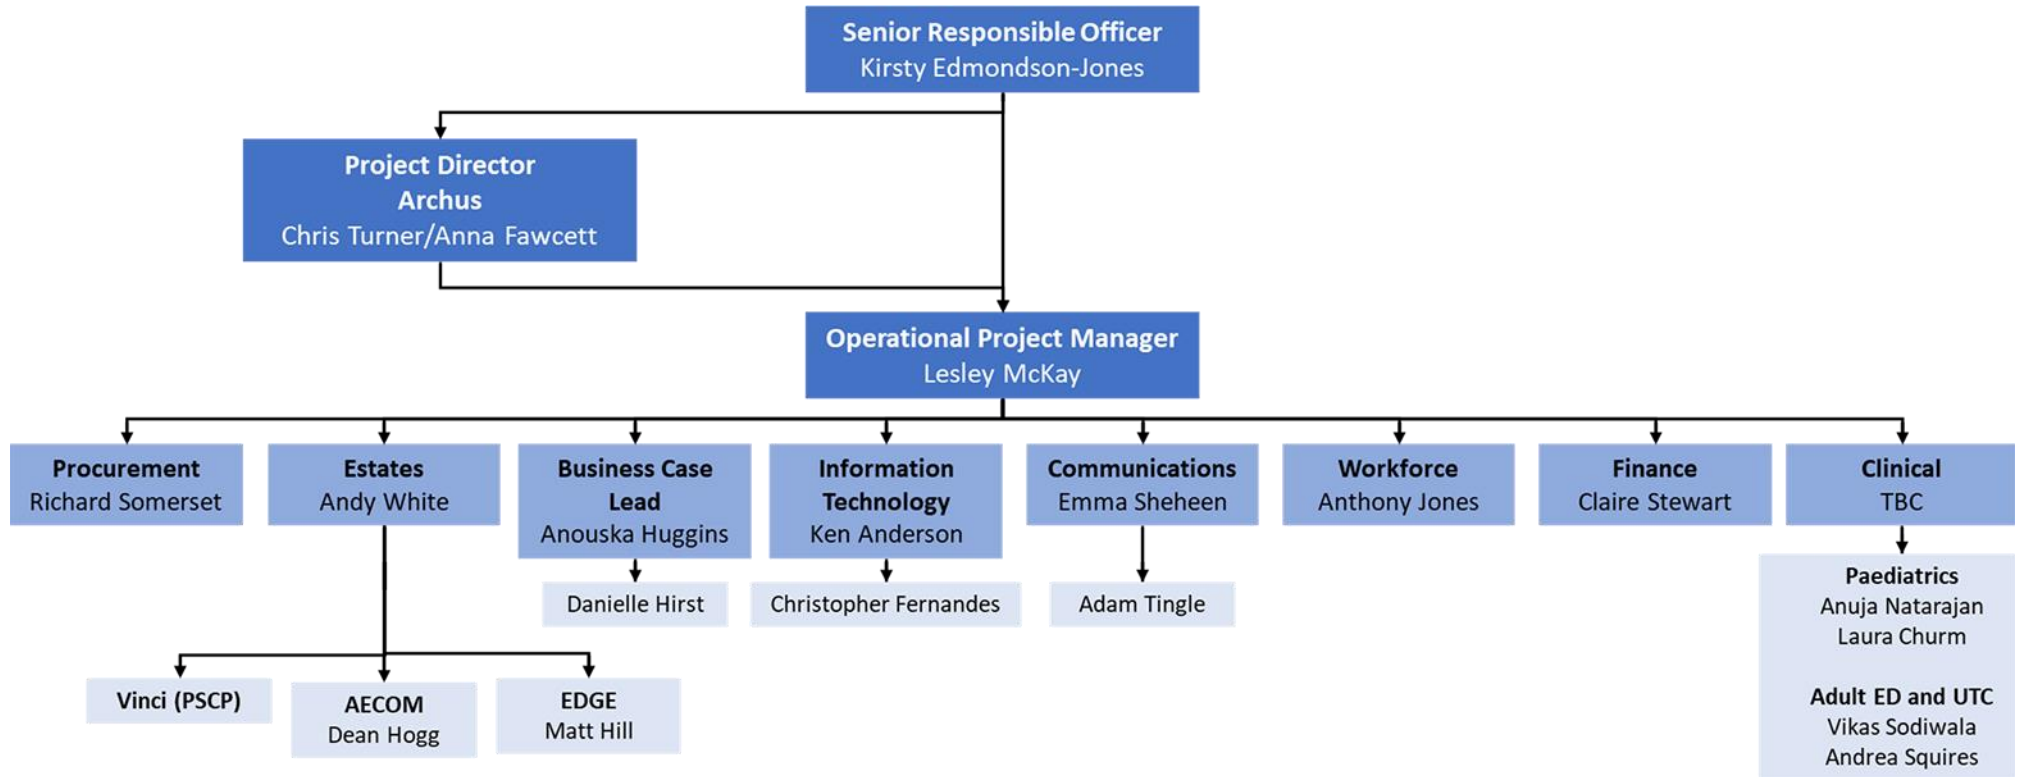 Senior Responsible Officer
Kirsty Edmondson-Jones
Project Director
Archus
Chris Turner/Anna Fawcett
Operational Project Manager
Lesley McKay
Procurement
Richard Somerset
Estates
Andy White
Business Case
Lead
Anouska Huggins
Information
Technology
Ken Anderson
Communications
Emma Sheheen
Workforce
Anthony Jones
Finance
Claire Stewart
Clinical
TBC
Danielle Hirst
Christopher Fernandes
Adam Tingle
Paediatrics
Anuja Natarajan
Laura Churm
Adult ED and UTC
Vikas Sodiwala
Andrea Squires
Vinci (PSCP)
AECOM
Dean Hogg
EDGE
Matt Hill